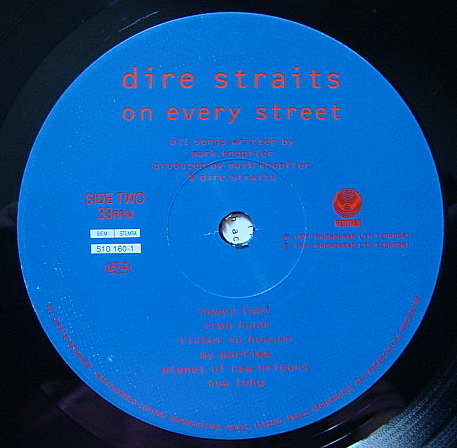 dire straits
on every street
all songs written by
mark knopfler
produced by mark knopfler
& dire straits
SIDE TWO
33RPM
BIEM STEMRA
510 160-1
VERTIGO
heavy fuel
iron hand
ticket to heaven
my parties
planet of new orleans
how long